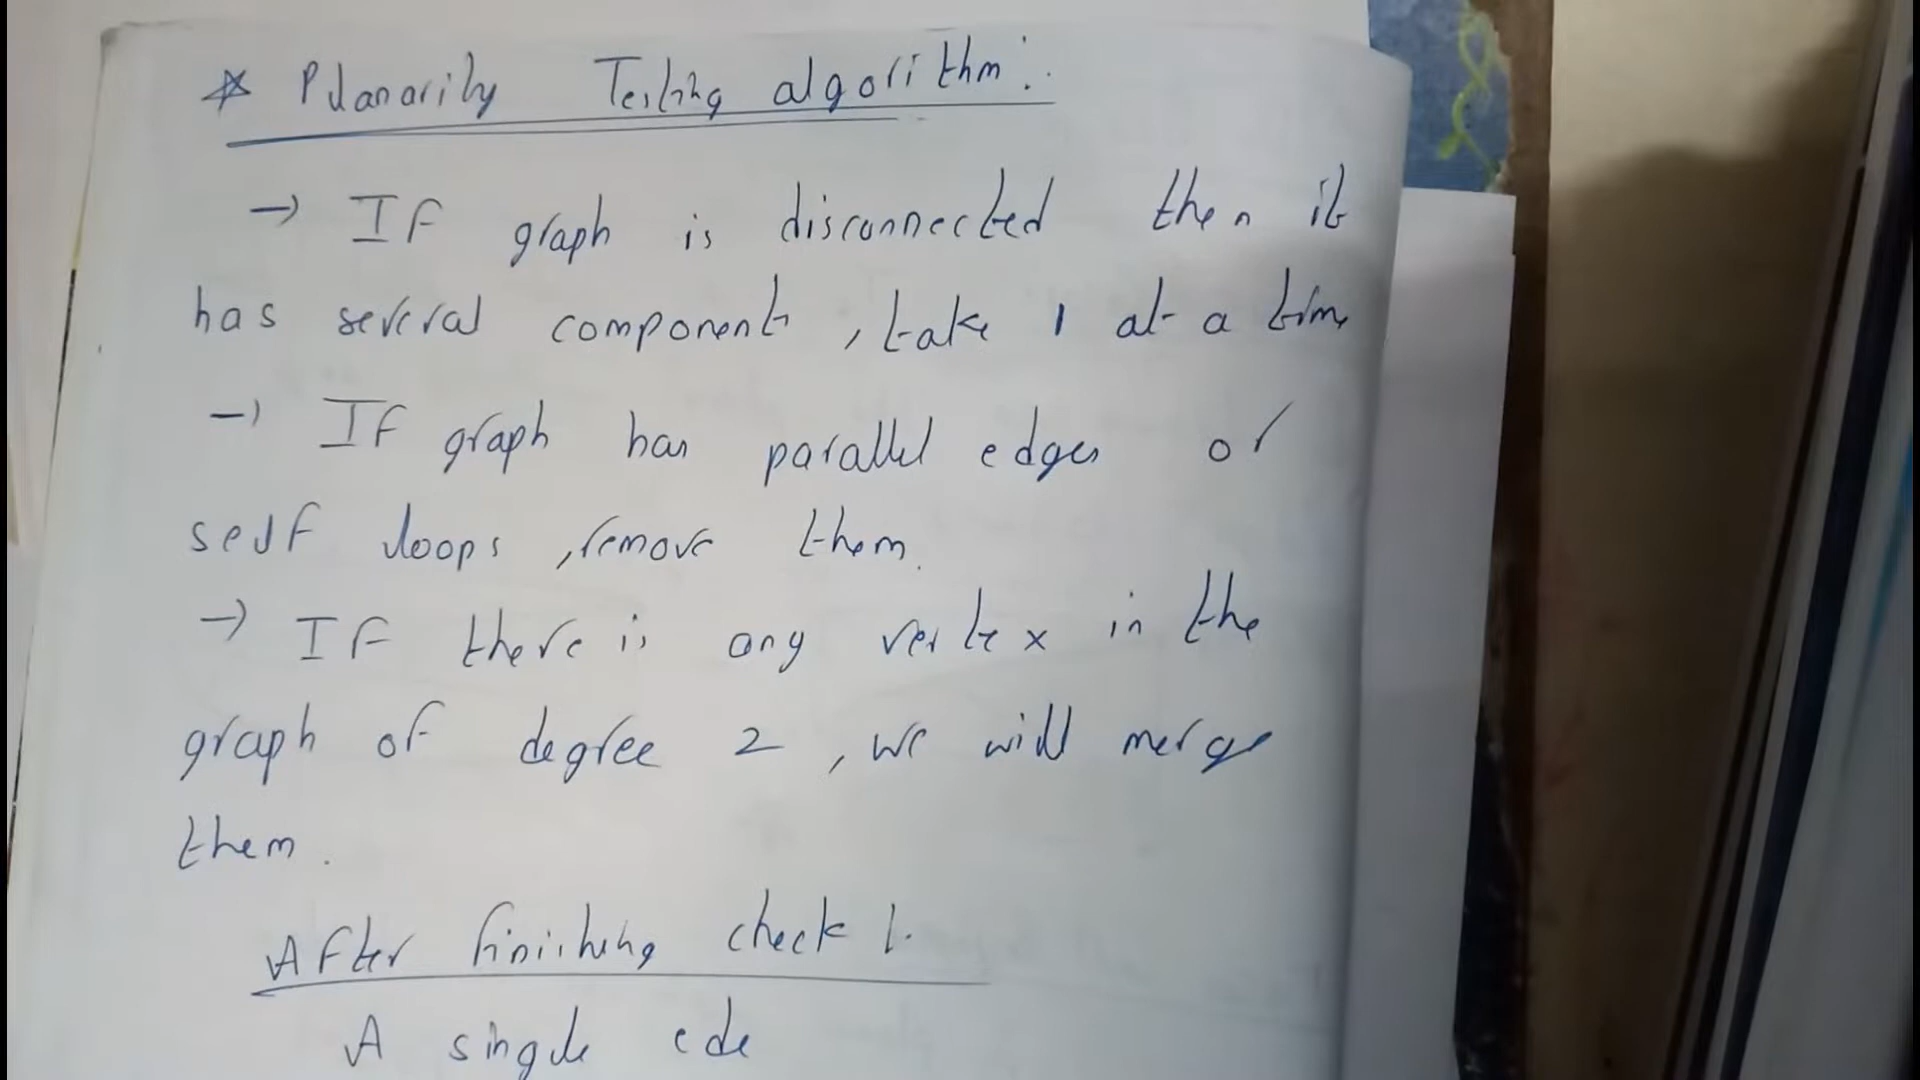 * Planarity Testing algorithm:
→ If graph is disconnected then it
has several component, take 1 at a time
→ If graph has parallel edges or
self loops, remove them.
→ If there is any vertex in the
graph of degree 2, we will merge
them.
After finishing check 1.
A single ede